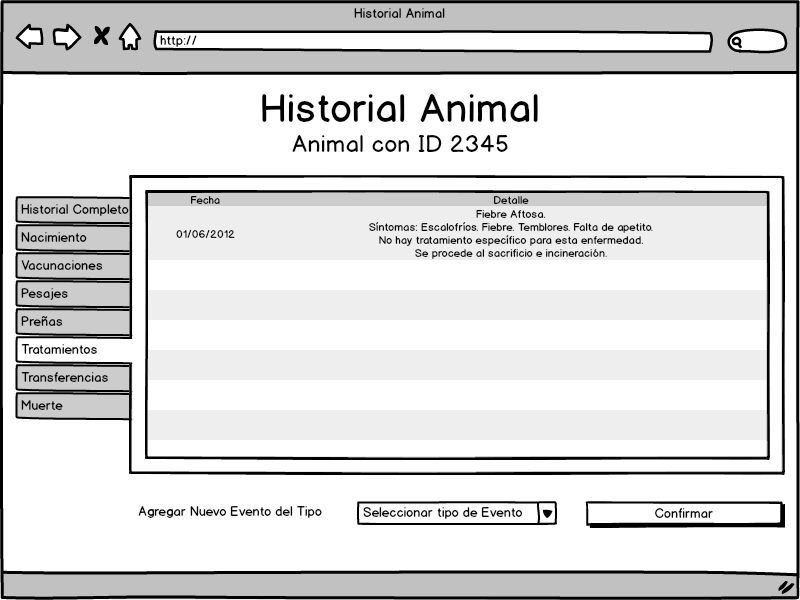 Historial Animal
http://
Historial Animal
Animal con ID 2345
Historial Completo
Nacimiento
Vacunaciones
Pesajes
Preñas
Tratamientos
Transferencias
Muerte
Fecha Detalle
01/06/2012
Fiebre Aftosa.
Síntomas: Escalofríos. Fiebre. Temblores. Falta de apetito.
No hay tratamiento específico para esta enfermedad.
Se procede al sacrificio e incineración.
Agregar Nuevo Evento del Tipo Seleccionar tipo de Evento Confirmar